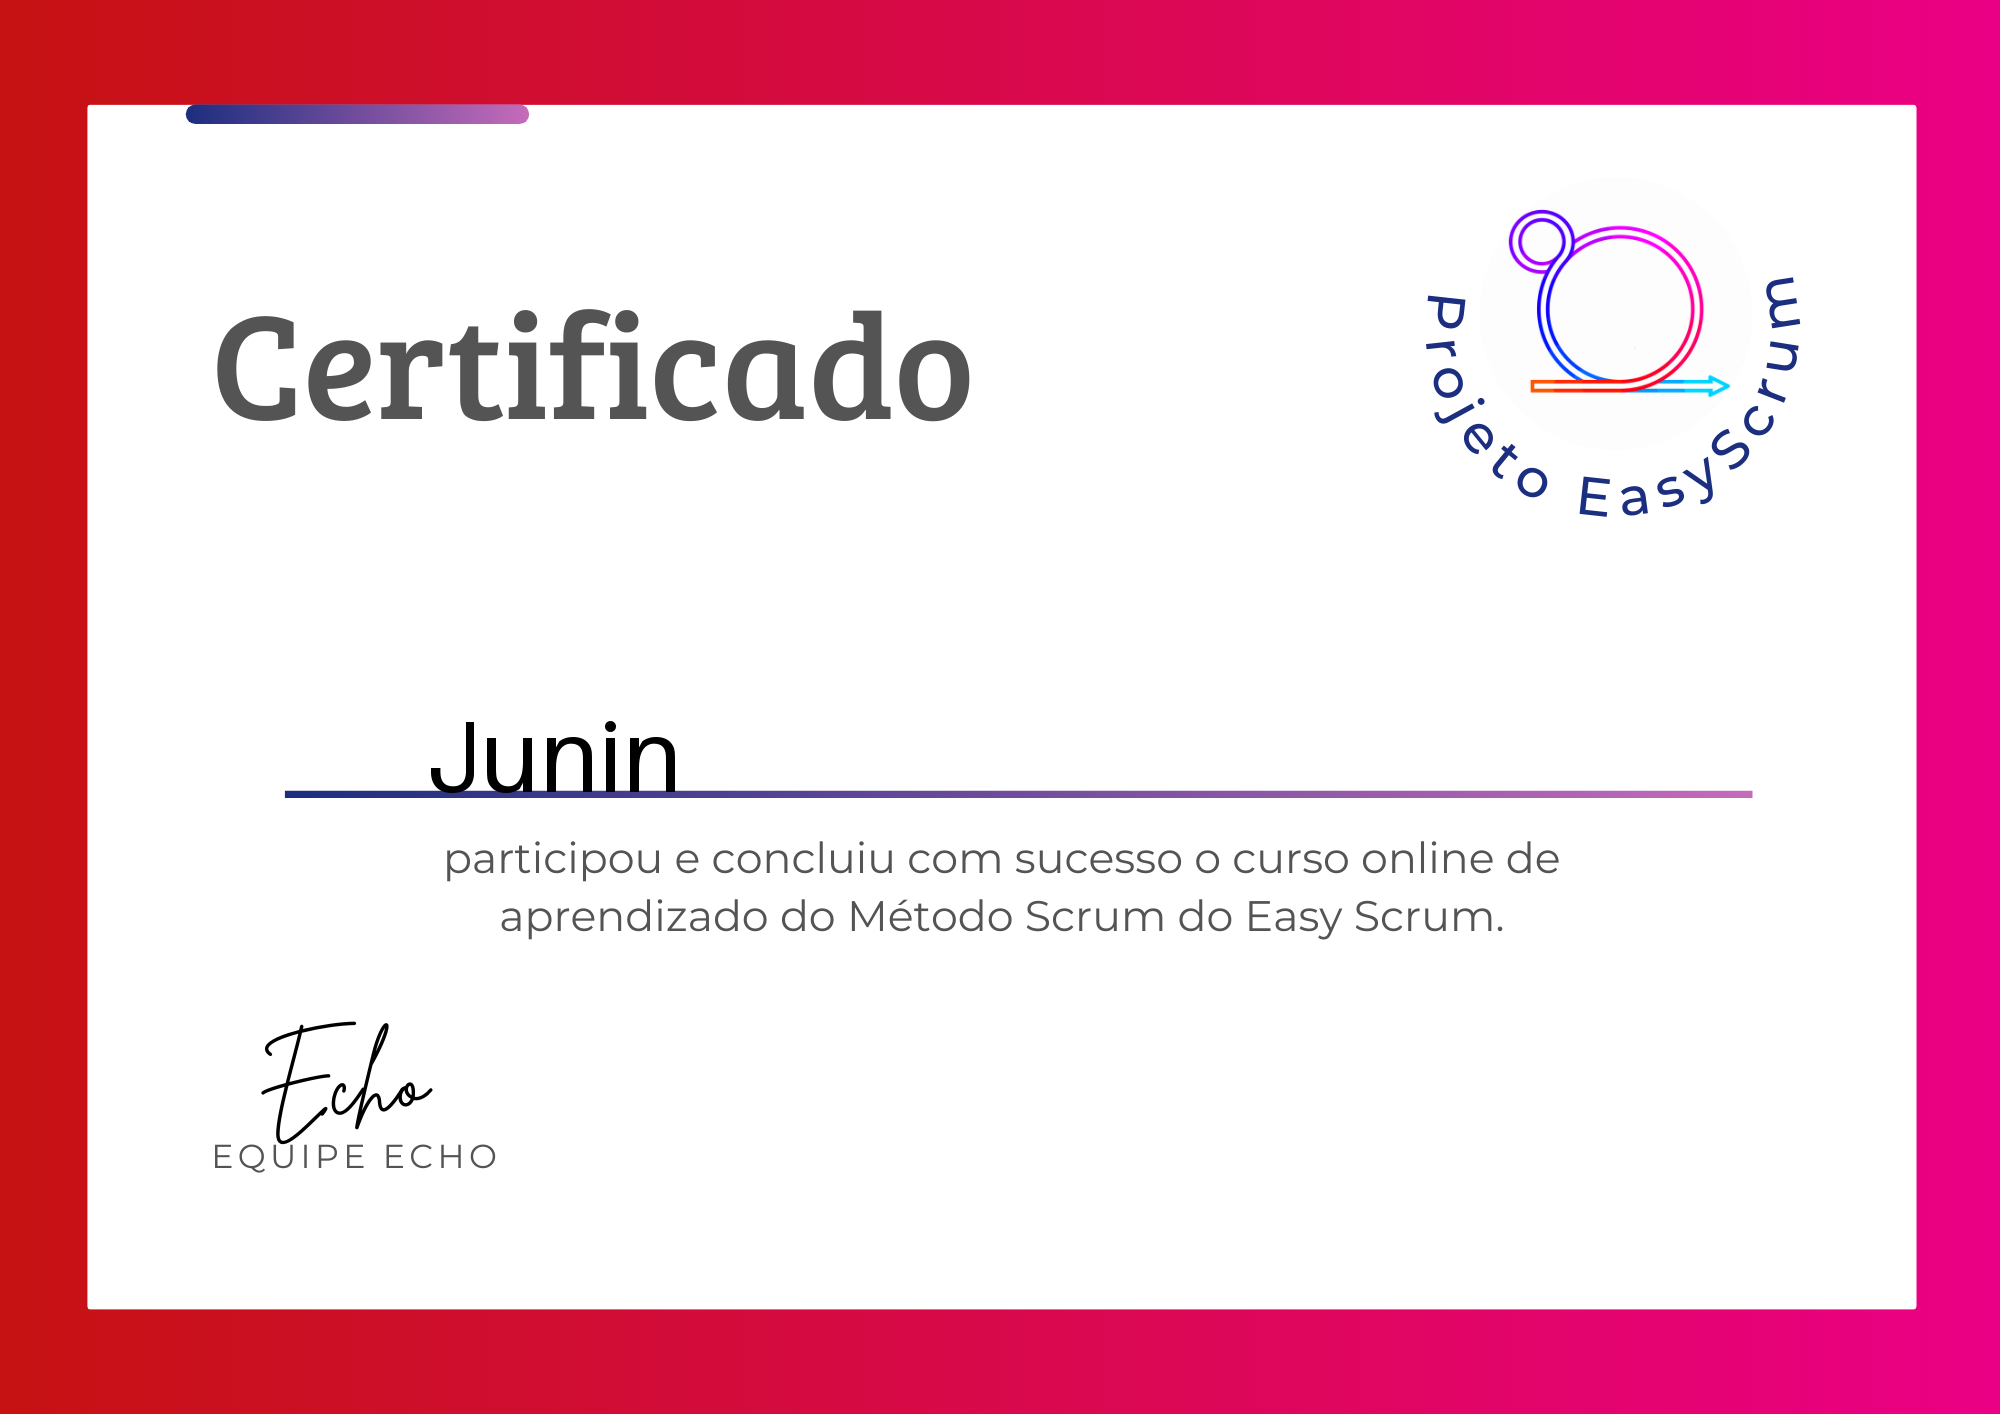 Certificado
Projeto EasyScrum
Junin
participou e concluiu com sucesso o curso online de
aprendizado do Método Scrum do Easy Scrum.
Echo
EQUIPE ECHO